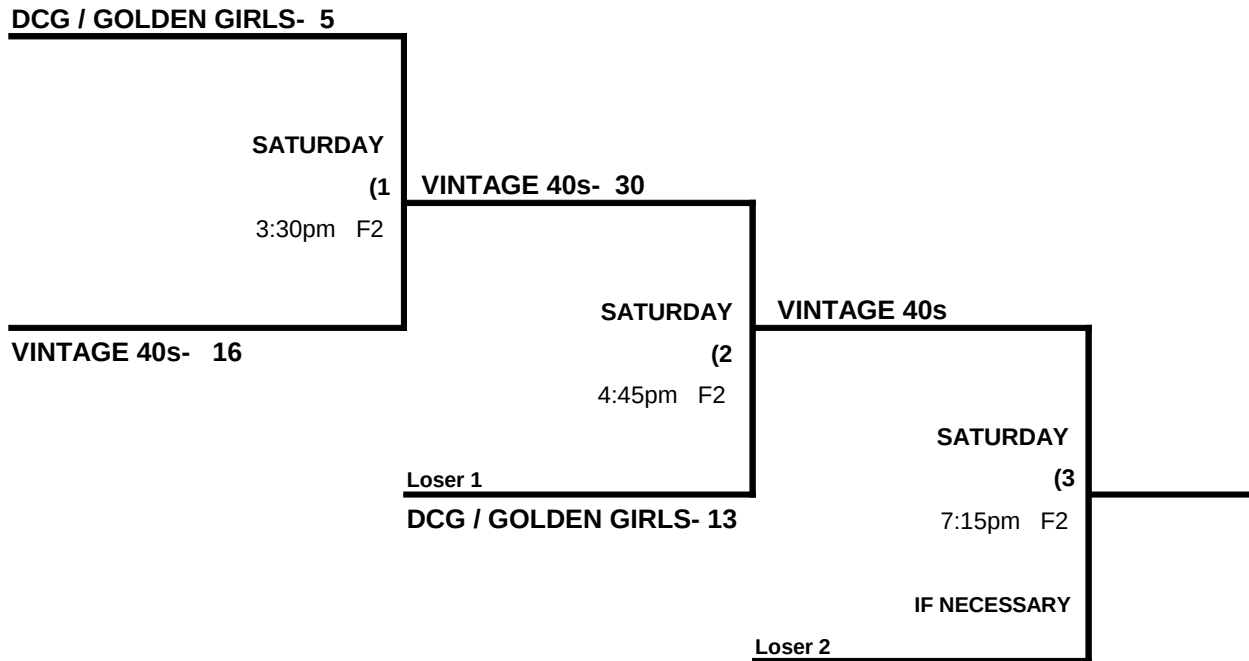 DCG / GOLDEN GIRLS-  5
SATURDAY
(1
3:30pm   F2
VINTAGE 40s-   16
VINTAGE 40s-  30
SATURDAY
(2
4:45pm   F2
Loser 1
DCG / GOLDEN GIRLS- 13
VINTAGE 40s
SATURDAY
(3
7:15pm   F2
IF NECESSARY
Loser 2